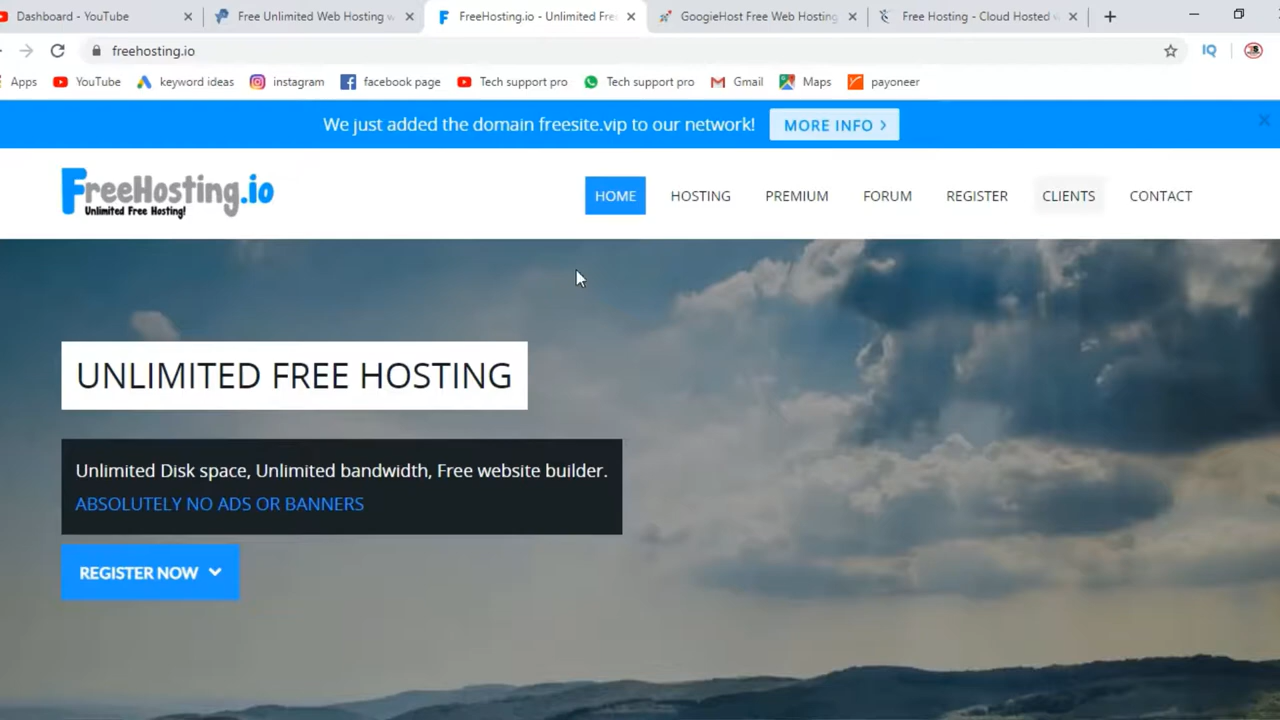 Dashboard - YouTube
Free Unlimited Web Hosting w
FreeHosting.io - Unlimited Fre
GoogieHost Free Web Hosting
Free Hosting - Cloud Hosted
freehosting.io
IQ
Apps
YouTube
keyword ideas
instagram
facebook page
Tech support pro
Tech support pro
Gmail
Maps
payoneer
We just added the domain freesite.vip to our network!
MORE INFO >
FreeHosting.io
Unlimited Free Hosting!
HOME
HOSTING
PREMIUM
FORUM
REGISTER
CLIENTS
CONTACT
UNLIMITED FREE HOSTING
Unlimited Disk space, Unlimited bandwidth, Free website builder.
ABSOLUTELY NO ADS OR BANNERS
REGISTER NOW